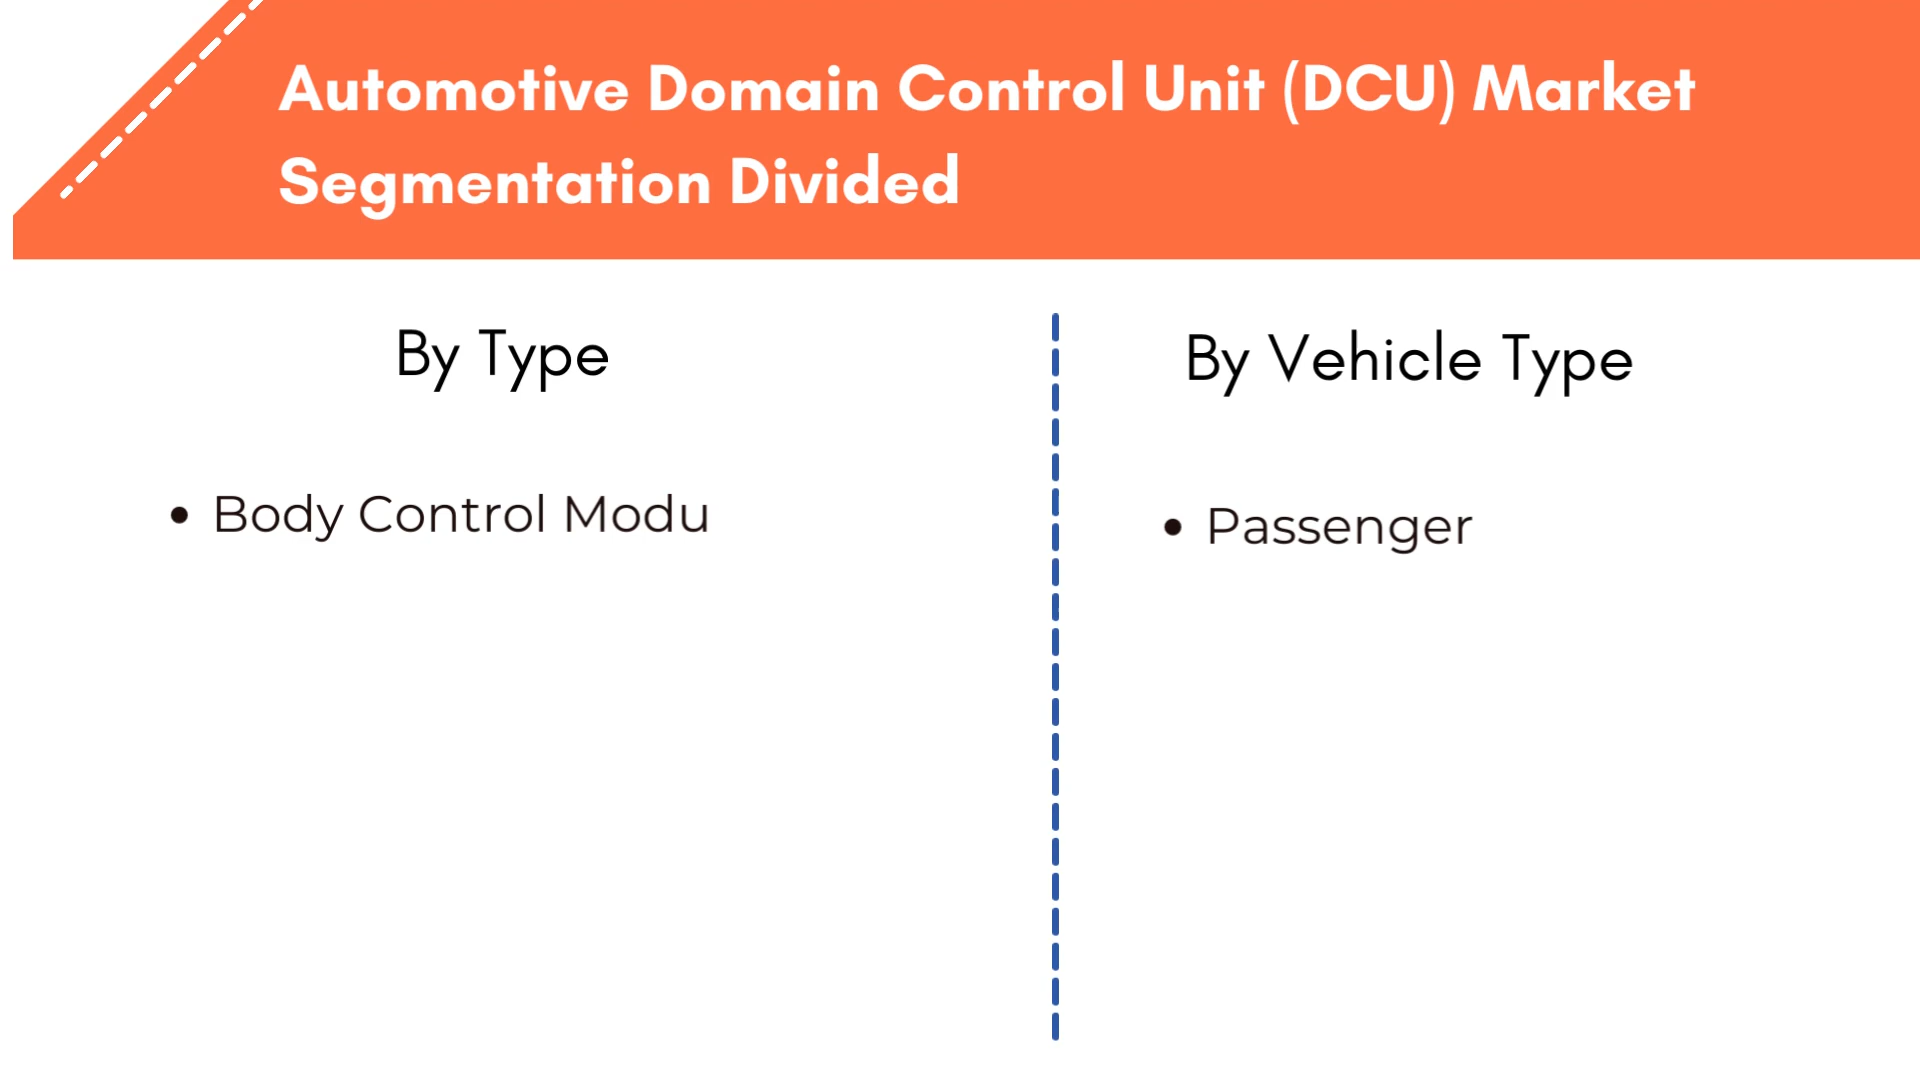 Automotive Domain Control Unit (DCU) Market
Segmentation Divided
By Type
• Body Control Modu
By Vehicle Type
• Passenger